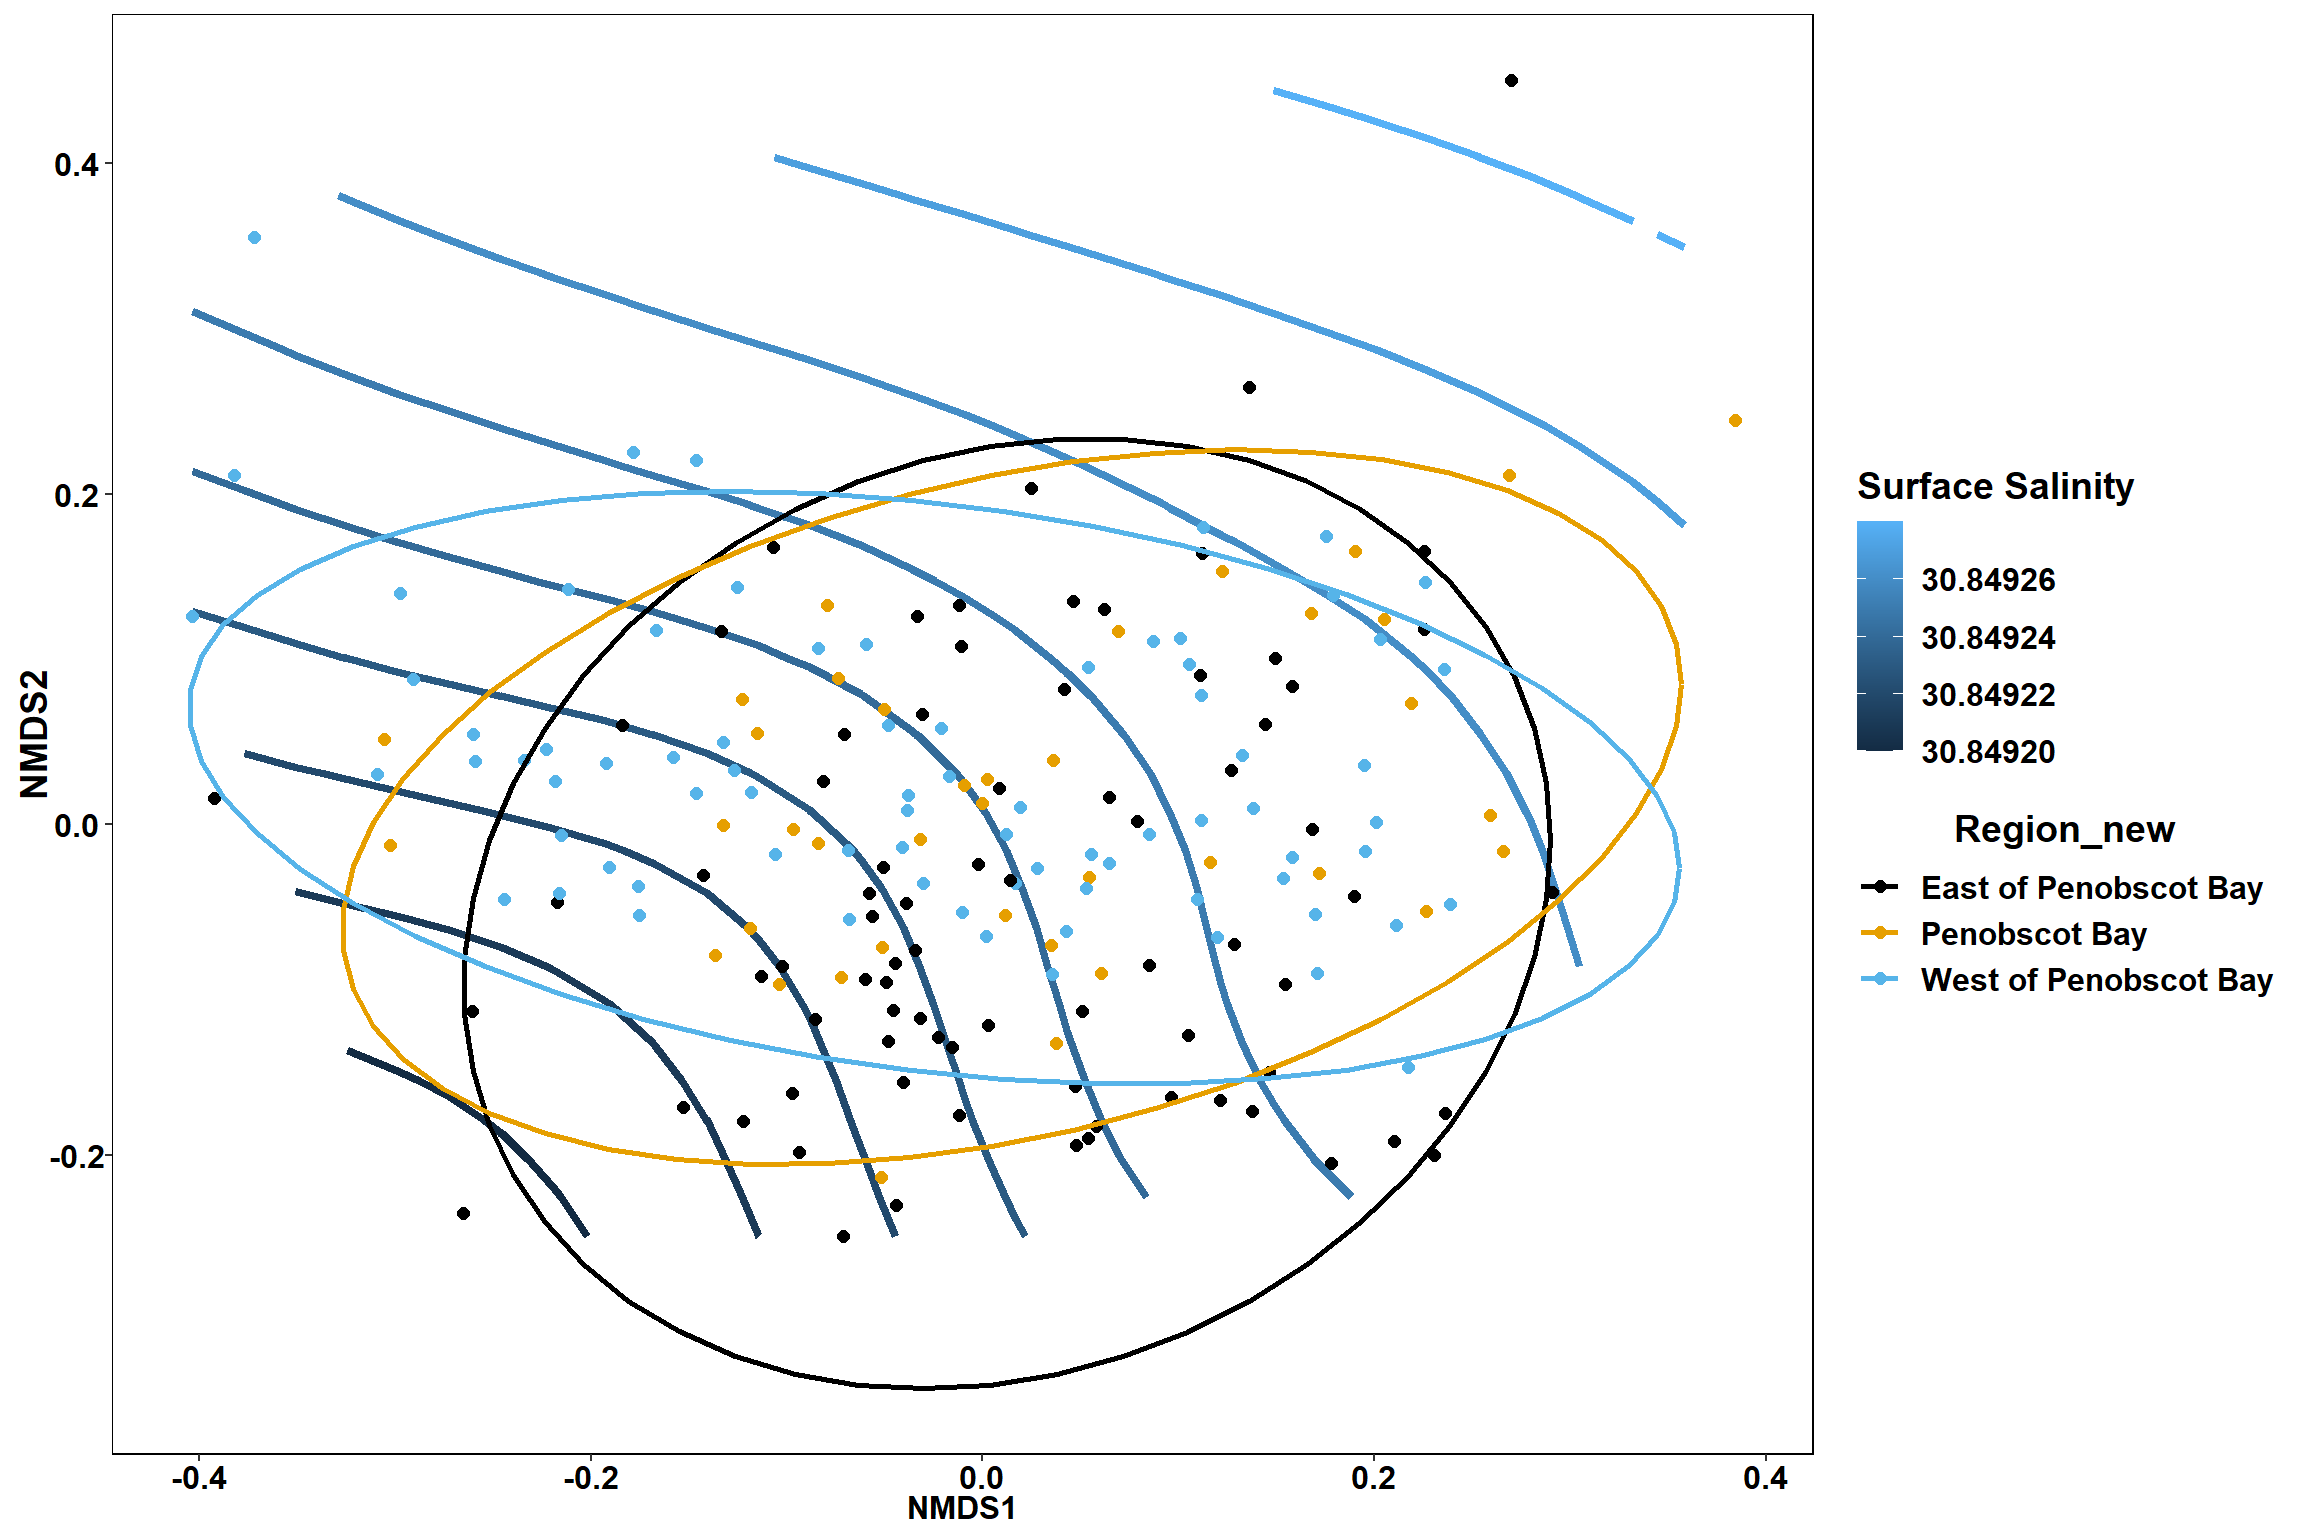 0.4
0.2
0.0
-0.2
NMDS2
-0.4
-0.2
0.0
0.2
0.4
NMDS1
Surface Salinity
30.84926
30.84924
30.84922
30.84920
Region_new
East of Penobscot Bay
Penobscot Bay
West of Penobscot Bay